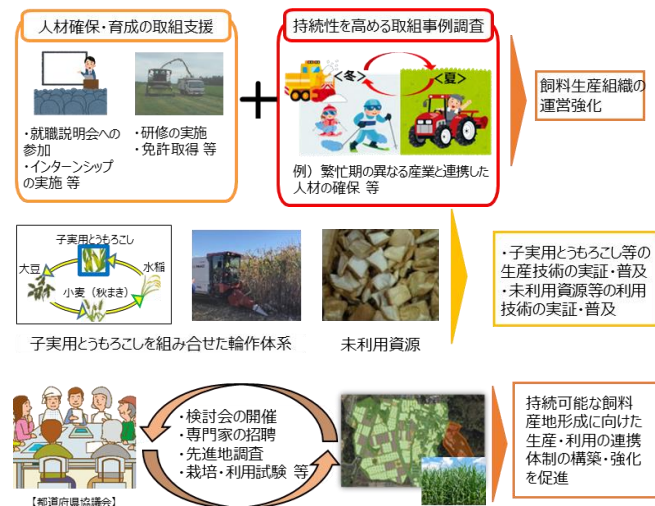 人材確保・育成の取組支援
・就職説明会への
参加
・インターンシップ
の実施 等
・研修の実施
・免許取得 等
＋
持続性を高める取組事例調査
<冬>
<夏>
例）繁忙期の異なる産業と連携した
人材の確保 等
飼料生産組織の
運営強化
子実用とうもろこし
大豆
水稲
小麦（秋まき）
子実用とうもろこしを組み合せた輪作体系
未利用資源
・子実用とうもろこし等の
生産技術の実証・普及
・未利用資源等の利用
技術の実証・普及
・検討会の開催
・専門家の招聘
・先進地調査
・栽培・利用試験 等
【都道府県協議会】
持続可能な飼料
産地形成に向けた
生産・利用の連携
体制の構築・強化
を促進